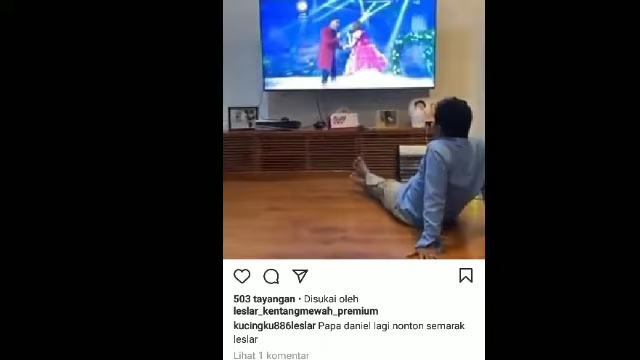 503 tayangan · Disukai oleh
leslar_kentangmewah_premium
kucingku886leslar Papa daniel lagi nonton semarak
leslar
Lihat 1 komentar